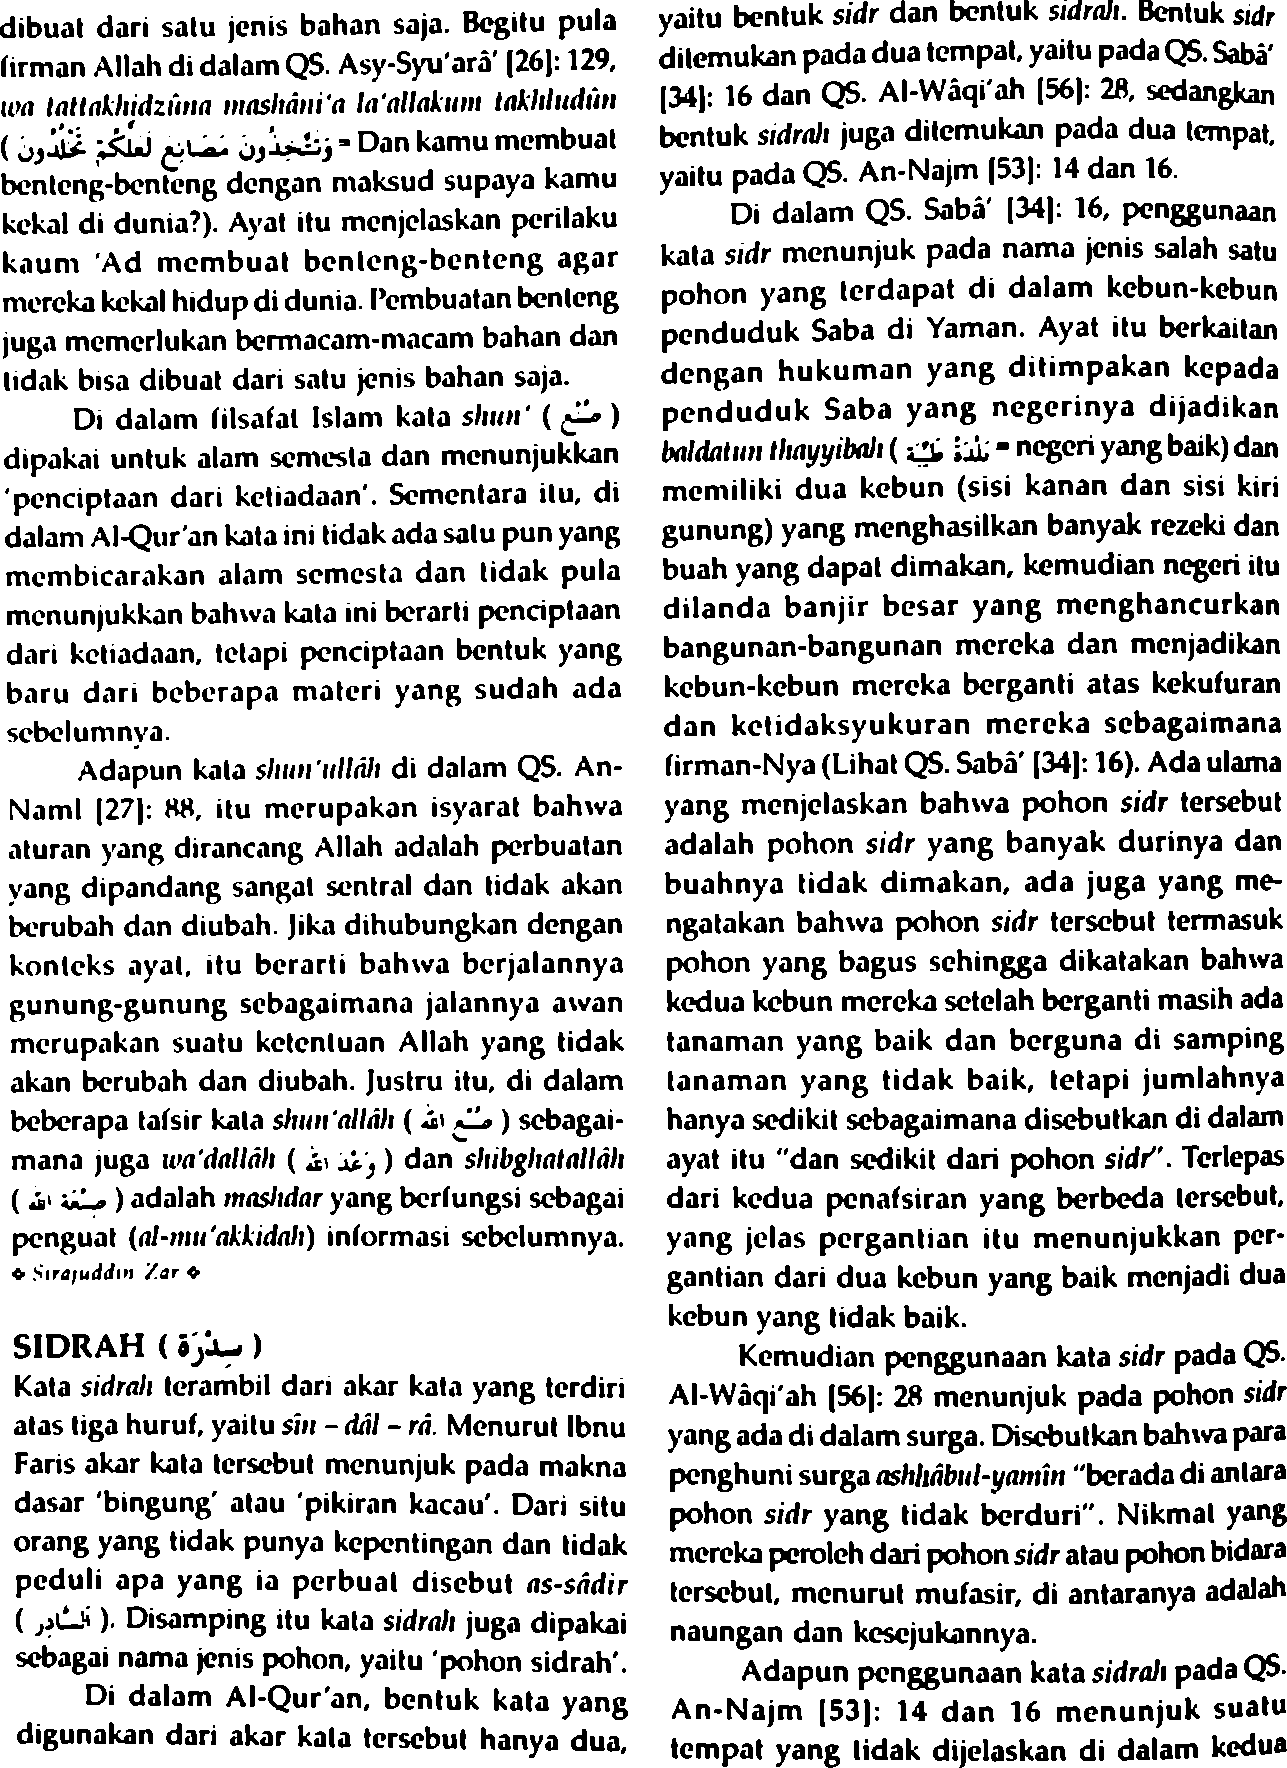 dibuat dari satu jenis bahan saja. Begitu pula
firman Allah di dalam QS. Asy-Syu'arâ' [26]: 129,
wa tattakhidzûna mashâni'a la'allakum takhludûn
( وَتَتَّخِذُونَ مَصَانِعَ لَعَلَّكُمْ تَخْلُدُونَ = Dan kamu membuat
benteng-benteng dengan maksud supaya kamu
kekal di dunia?). Ayat itu menjelaskan perilaku
kaum 'Ad membuat benteng-benteng agar
mereka kekal hidup di dunia. Pembuatan benteng
juga memerlukan bermacam-macam bahan dan
tidak bisa dibuat dari satu jenis bahan saja.
Di dalam filsafat Islam kata shun' ( صُنْع )
dipakai untuk alam semesta dan menunjukkan
'penciptaan dari ketiadaan'. Sementara itu, di
dalam Al-Qur'an kata ini tidak ada satu pun yang
membicarakan alam semesta dan tidak pula
menunjukkan bahwa kata ini berarti penciptaan
dari ketiadaan, tetapi penciptaan bentuk yang
baru dari beberapa materi yang sudah ada
sebelumnya.
Adapun kata shun'ullâh di dalam QS. An-
Naml [27]: 88, itu merupakan isyarat bahwa
aturan yang dirancang Allah adalah perbuatan
yang dipandang sangat sentral dan tidak akan
berubah dan diubah. Jika dihubungkan dengan
konteks ayat, itu berarti bahwa berjalannya
gunung-gunung sebagaimana jalannya awan
merupakan suatu ketentuan Allah yang tidak
akan berubah dan diubah. Justru itu, di dalam
beberapa tafsir kata shun'allâh ( صُنْعَ اللهِ ) sebagai-
mana juga wa'dallâh ( وَعْدَ اللهِ ) dan shibghatallâh
( صِبْغَةَ اللهِ ) adalah mashdar yang berfungsi sebagai
penguat (al-mu'akkidah) informasi sebelumnya.
❖ Sirajuddin Zar ❖
SIDRAH ( سِدْرَة )
Kata sidrah terambil dari akar kata yang terdiri
atas tiga huruf, yaitu sîn – dâl – râ. Menurut Ibnu
Faris akar kata tersebut menunjuk pada makna
dasar 'bingung' atau 'pikiran kacau'. Dari situ
orang yang tidak punya kepentingan dan tidak
peduli apa yang ia perbuat disebut as-sâdir
( السَّادِر ). Disamping itu kata sidrah juga dipakai
sebagai nama jenis pohon, yaitu 'pohon sidrah'.
Di dalam Al-Qur'an, bentuk kata yang
digunakan dari akar kata tersebut hanya dua,
yaitu bentuk sidr dan bentuk sidrah. Bentuk sidr
ditemukan pada dua tempat, yaitu pada QS. Sabâ'
[34]: 16 dan QS. Al-Wâqi'ah [56]: 28, sedangkan
bentuk sidrah juga ditemukan pada dua tempat,
yaitu pada QS. An-Najm [53]: 14 dan 16.
Di dalam QS. Sabâ' [34]: 16, penggunaan
kata sidr menunjuk pada nama jenis salah satu
pohon yang terdapat di dalam kebun-kebun
penduduk Saba di Yaman. Ayat itu berkaitan
dengan hukuman yang ditimpakan kepada
penduduk Saba yang negerinya dijadikan
baldatun thayyibah ( بَلْدَةٌ طَيِّبَةٌ = negeri yang baik) dan
memiliki dua kebun (sisi kanan dan sisi kiri
gunung) yang menghasilkan banyak rezeki dan
buah yang dapat dimakan, kemudian negeri itu
dilanda banjir besar yang menghancurkan
bangunan-bangunan mereka dan menjadikan
kebun-kebun mereka berganti atas kekufuran
dan ketidaksyukuran mereka sebagaimana
firman-Nya (Lihat QS. Sabâ' [34]: 16). Ada ulama
yang menjelaskan bahwa pohon sidr tersebut
adalah pohon sidr yang banyak durinya dan
buahnya tidak dimakan, ada juga yang me-
ngatakan bahwa pohon sidr tersebut termasuk
pohon yang bagus sehingga dikatakan bahwa
kedua kebun mereka setelah berganti masih ada
tanaman yang baik dan berguna di samping
tanaman yang tidak baik, tetapi jumlahnya
hanya sedikit sebagaimana disebutkan di dalam
ayat itu "dan sedikit dari pohon sidr". Terlepas
dari kedua penafsiran yang berbeda tersebut,
yang jelas pergantian itu menunjukkan per-
gantian dari dua kebun yang baik menjadi dua
kebun yang tidak baik.
Kemudian penggunaan kata sidr pada QS.
Al-Wâqi'ah [56]: 28 menunjuk pada pohon sidr
yang ada di dalam surga. Disebutkan bahwa para
penghuni surga ashhâbul-yamîn "berada di antara
pohon sidr yang tidak berduri". Nikmat yang
mereka peroleh dari pohon sidr atau pohon bidara
tersebut, menurut mufasir, di antaranya adalah
naungan dan kesejukannya.
Adapun penggunaan kata sidrah pada QS.
An-Najm [53]: 14 dan 16 menunjuk suatu
tempat yang tidak dijelaskan di dalam kedua